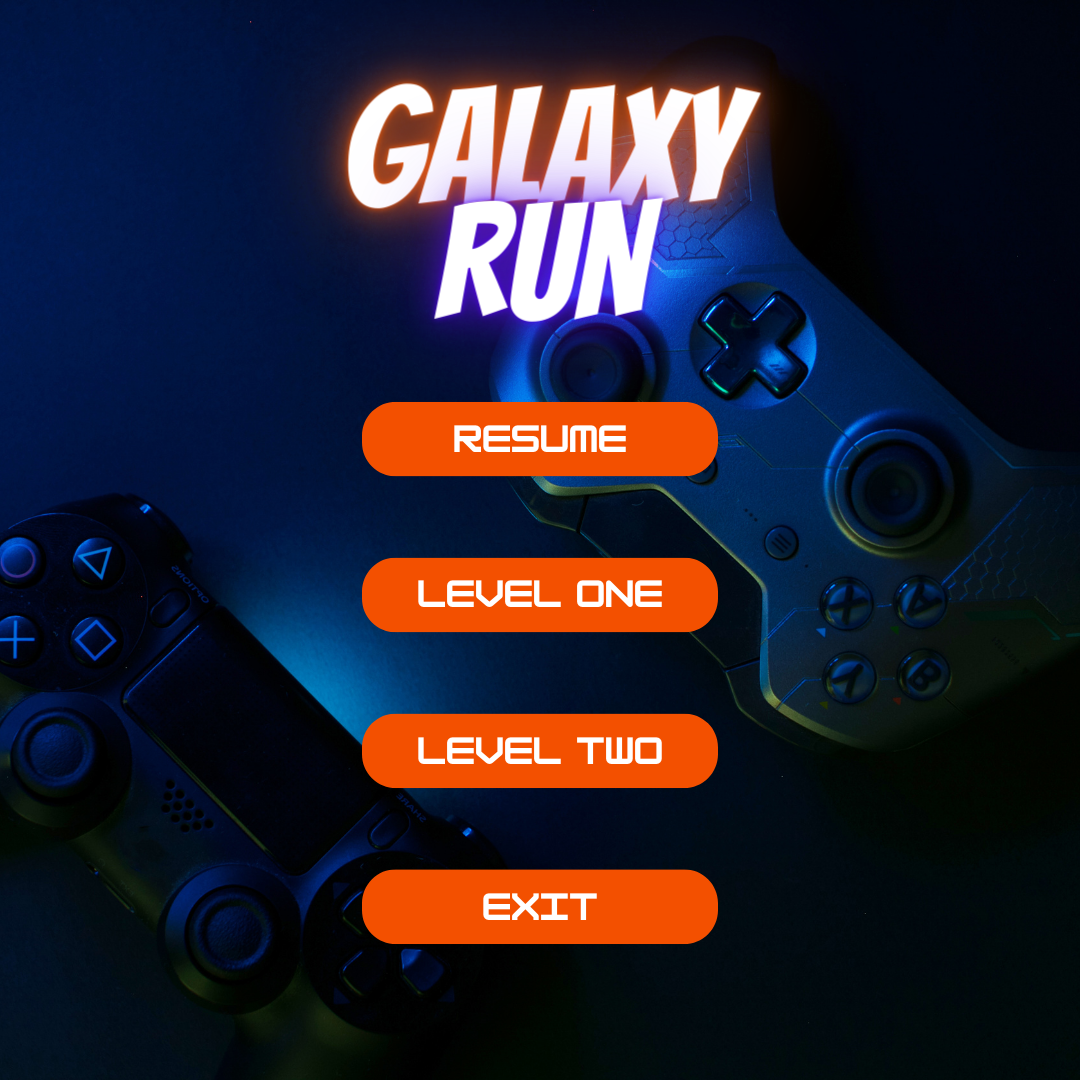 GALAXY
RUN
RESUME
LEVEL ONE
LEVEL TWO
EXIT